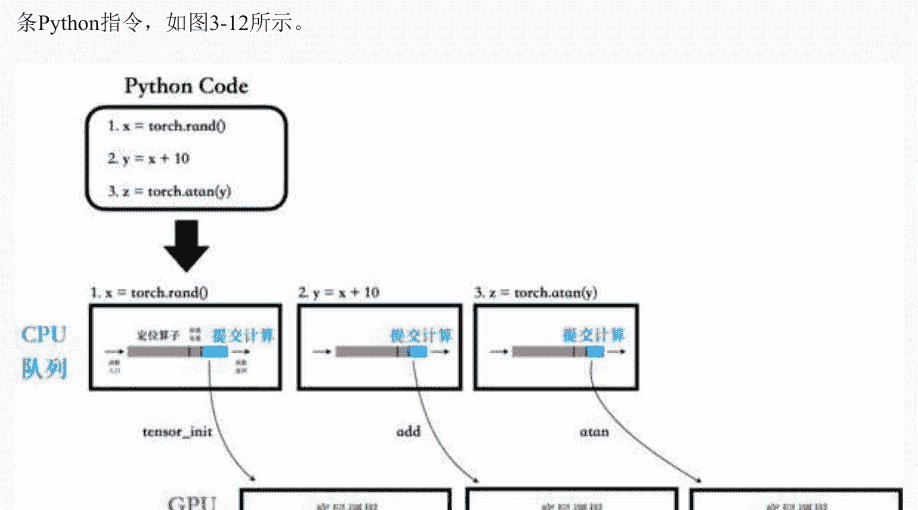 条Python指令，如图3-12所示。
Python Code
1. x = torch.rand()
2. y = x + 10
3. z = torch.atan(y)
1. x = torch.rand()
2. y = x + 10
3. z = torch.atan(y)
CPU
队列
定位算子
提交计算
提交计算
提交计算
tensor_init
add
atan
GPU